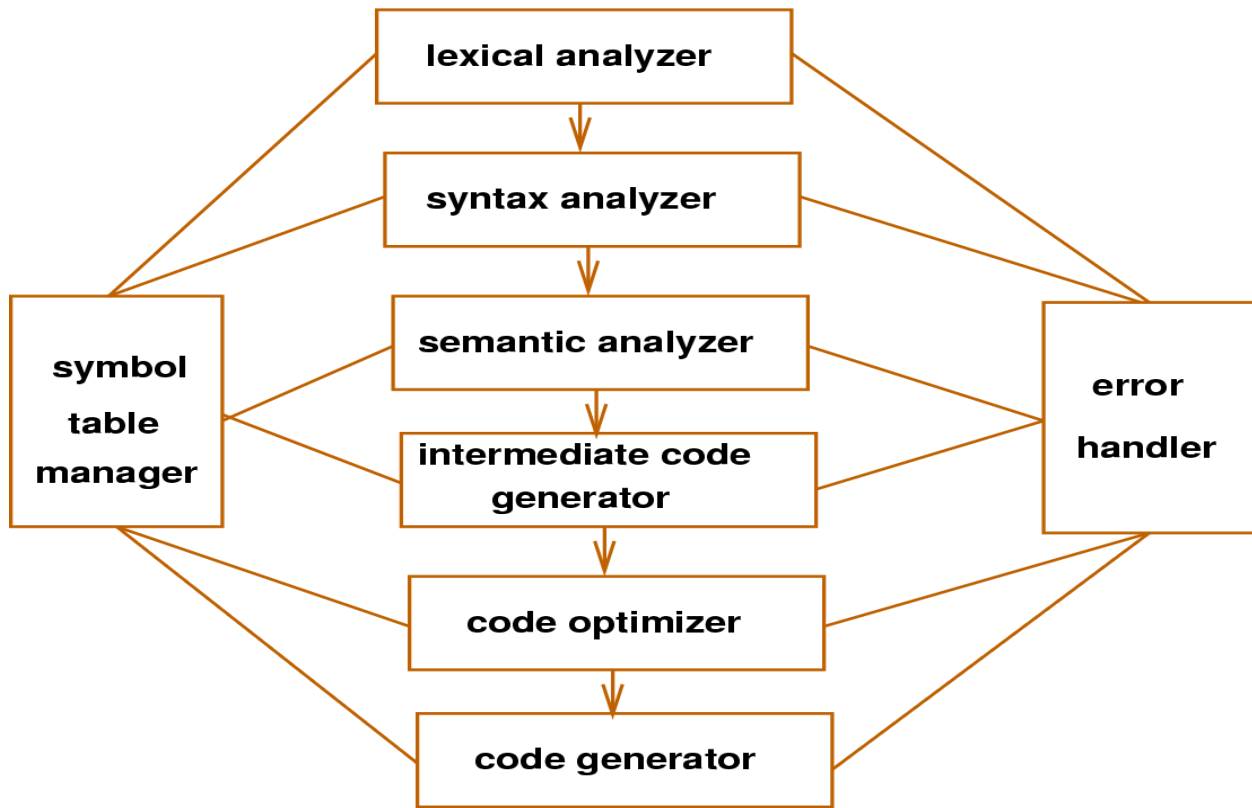 lexical analyzer
syntax analyzer
semantic analyzer
symbol
table
manager
error
handler
intermediate code
generator
code optimizer
code generator